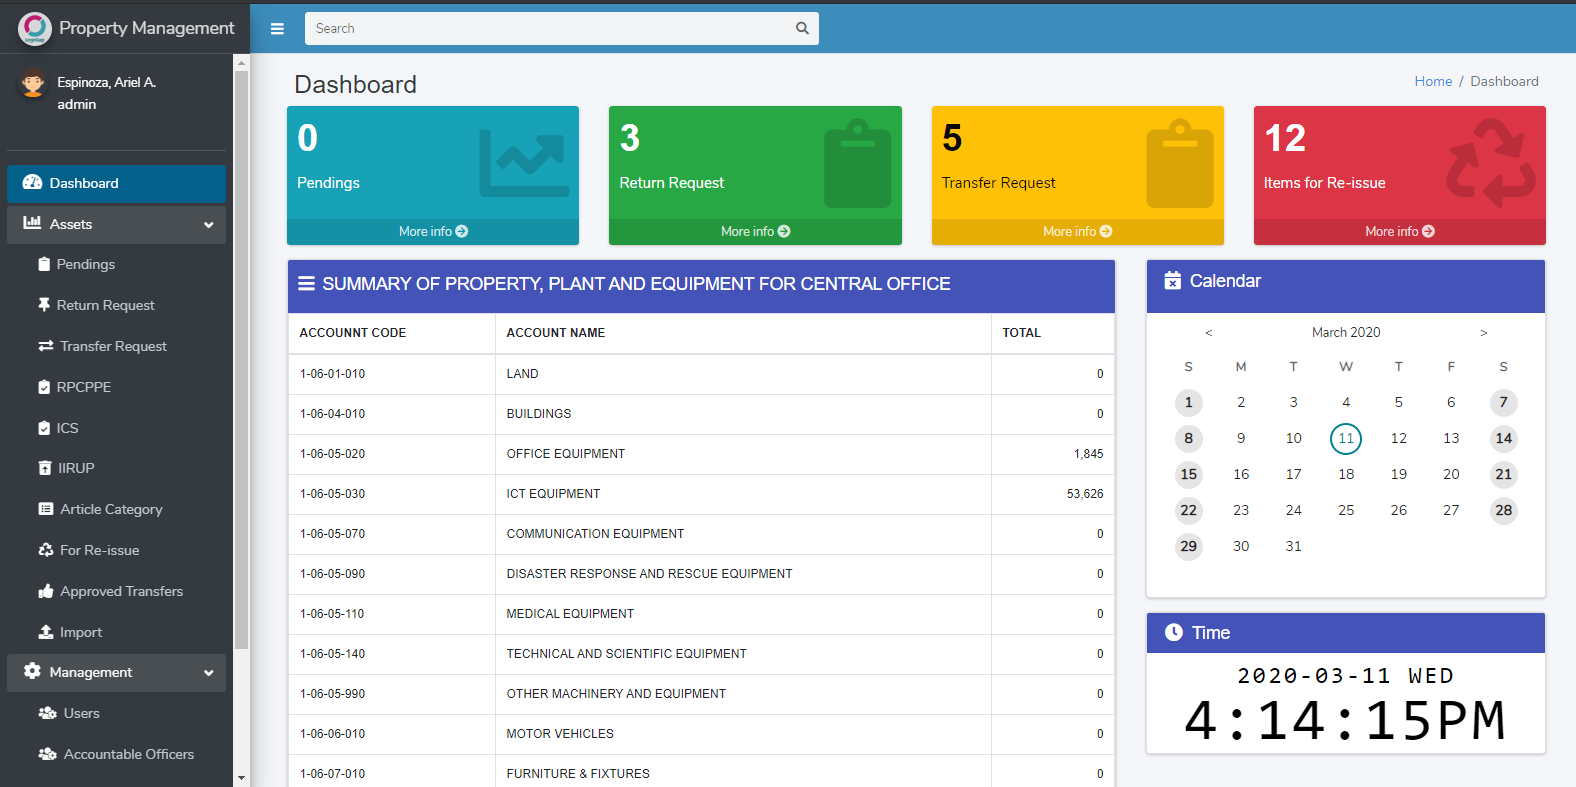 Property Management
Search
Espinoza, Ariel A.
admin
Dashboard
Assets
Pendings
Return Request
Transfer Request
RPCPPE
ICS
IIRUP
Article Category
For Re-issue
Approved Transfers
Import
Management
Users
Accountable Officers
Dashboard
Home / Dashboard
0
Pendings
More info
3
Return Request
More info
5
Transfer Request
More info
12
Items for Re-issue
More info
SUMMARY OF PROPERTY, PLANT AND EQUIPMENT FOR CENTRAL OFFICE
ACCOUNNT CODE ACCOUNT NAME TOTAL
1-06-01-010 LAND 0
1-06-04-010 BUILDINGS 0
1-06-05-020 OFFICE EQUIPMENT 1,845
1-06-05-030 ICT EQUIPMENT 53,626
1-06-05-070 COMMUNICATION EQUIPMENT 0
1-06-05-090 DISASTER RESPONSE AND RESCUE EQUIPMENT 0
1-06-05-110 MEDICAL EQUIPMENT 0
1-06-05-140 TECHNICAL AND SCIENTIFIC EQUIPMENT 0
1-06-05-990 OTHER MACHINERY AND EQUIPMENT 0
1-06-06-010 MOTOR VEHICLES 0
1-06-07-010 FURNITURE & FIXTURES 0
Calendar
< March 2020 >
S M T W T F S
1 2 3 4 5 6 7
8 9 10 11 12 13 14
15 16 17 18 19 20 21
22 23 24 25 26 27 28
29 30 31
Time
2020-03-11 WED
4:14:15PM